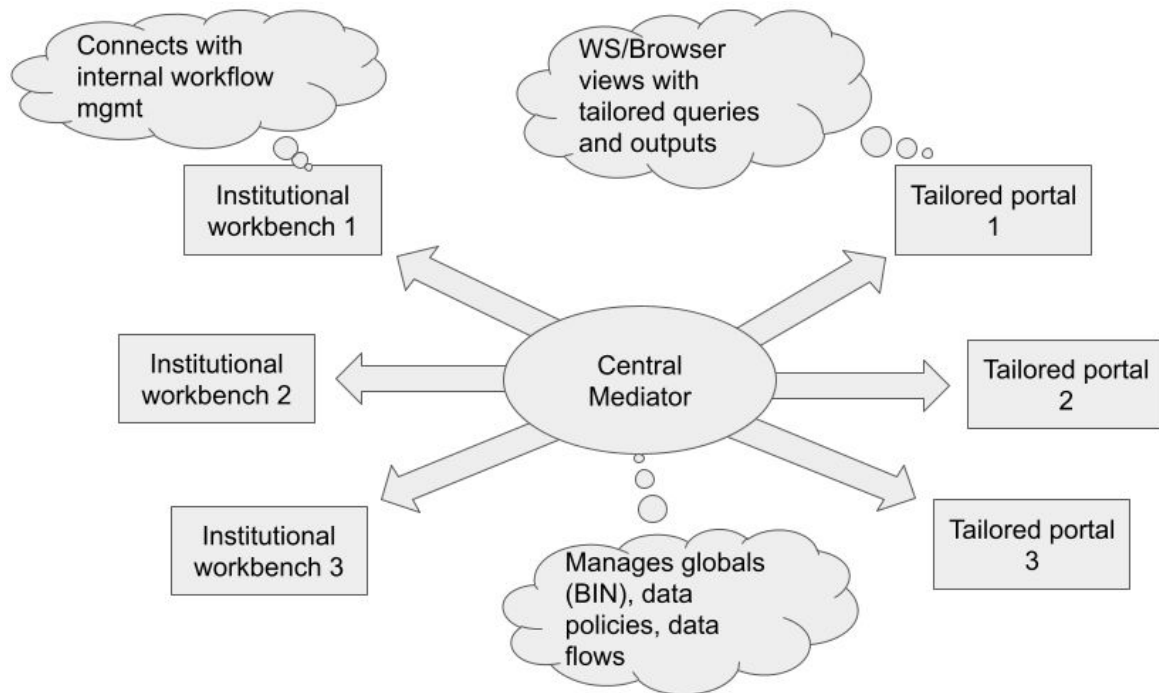 Connects with
internal workflow
mgmt
WS/Browser
views with
tailored queries
and outputs
Institutional
workbench 1
Tailored portal
1
Institutional
workbench 2
Central
Mediator
Tailored portal
2
Institutional
workbench 3
Tailored portal
3
Manages globals
(BIN), data
policies, data
flows